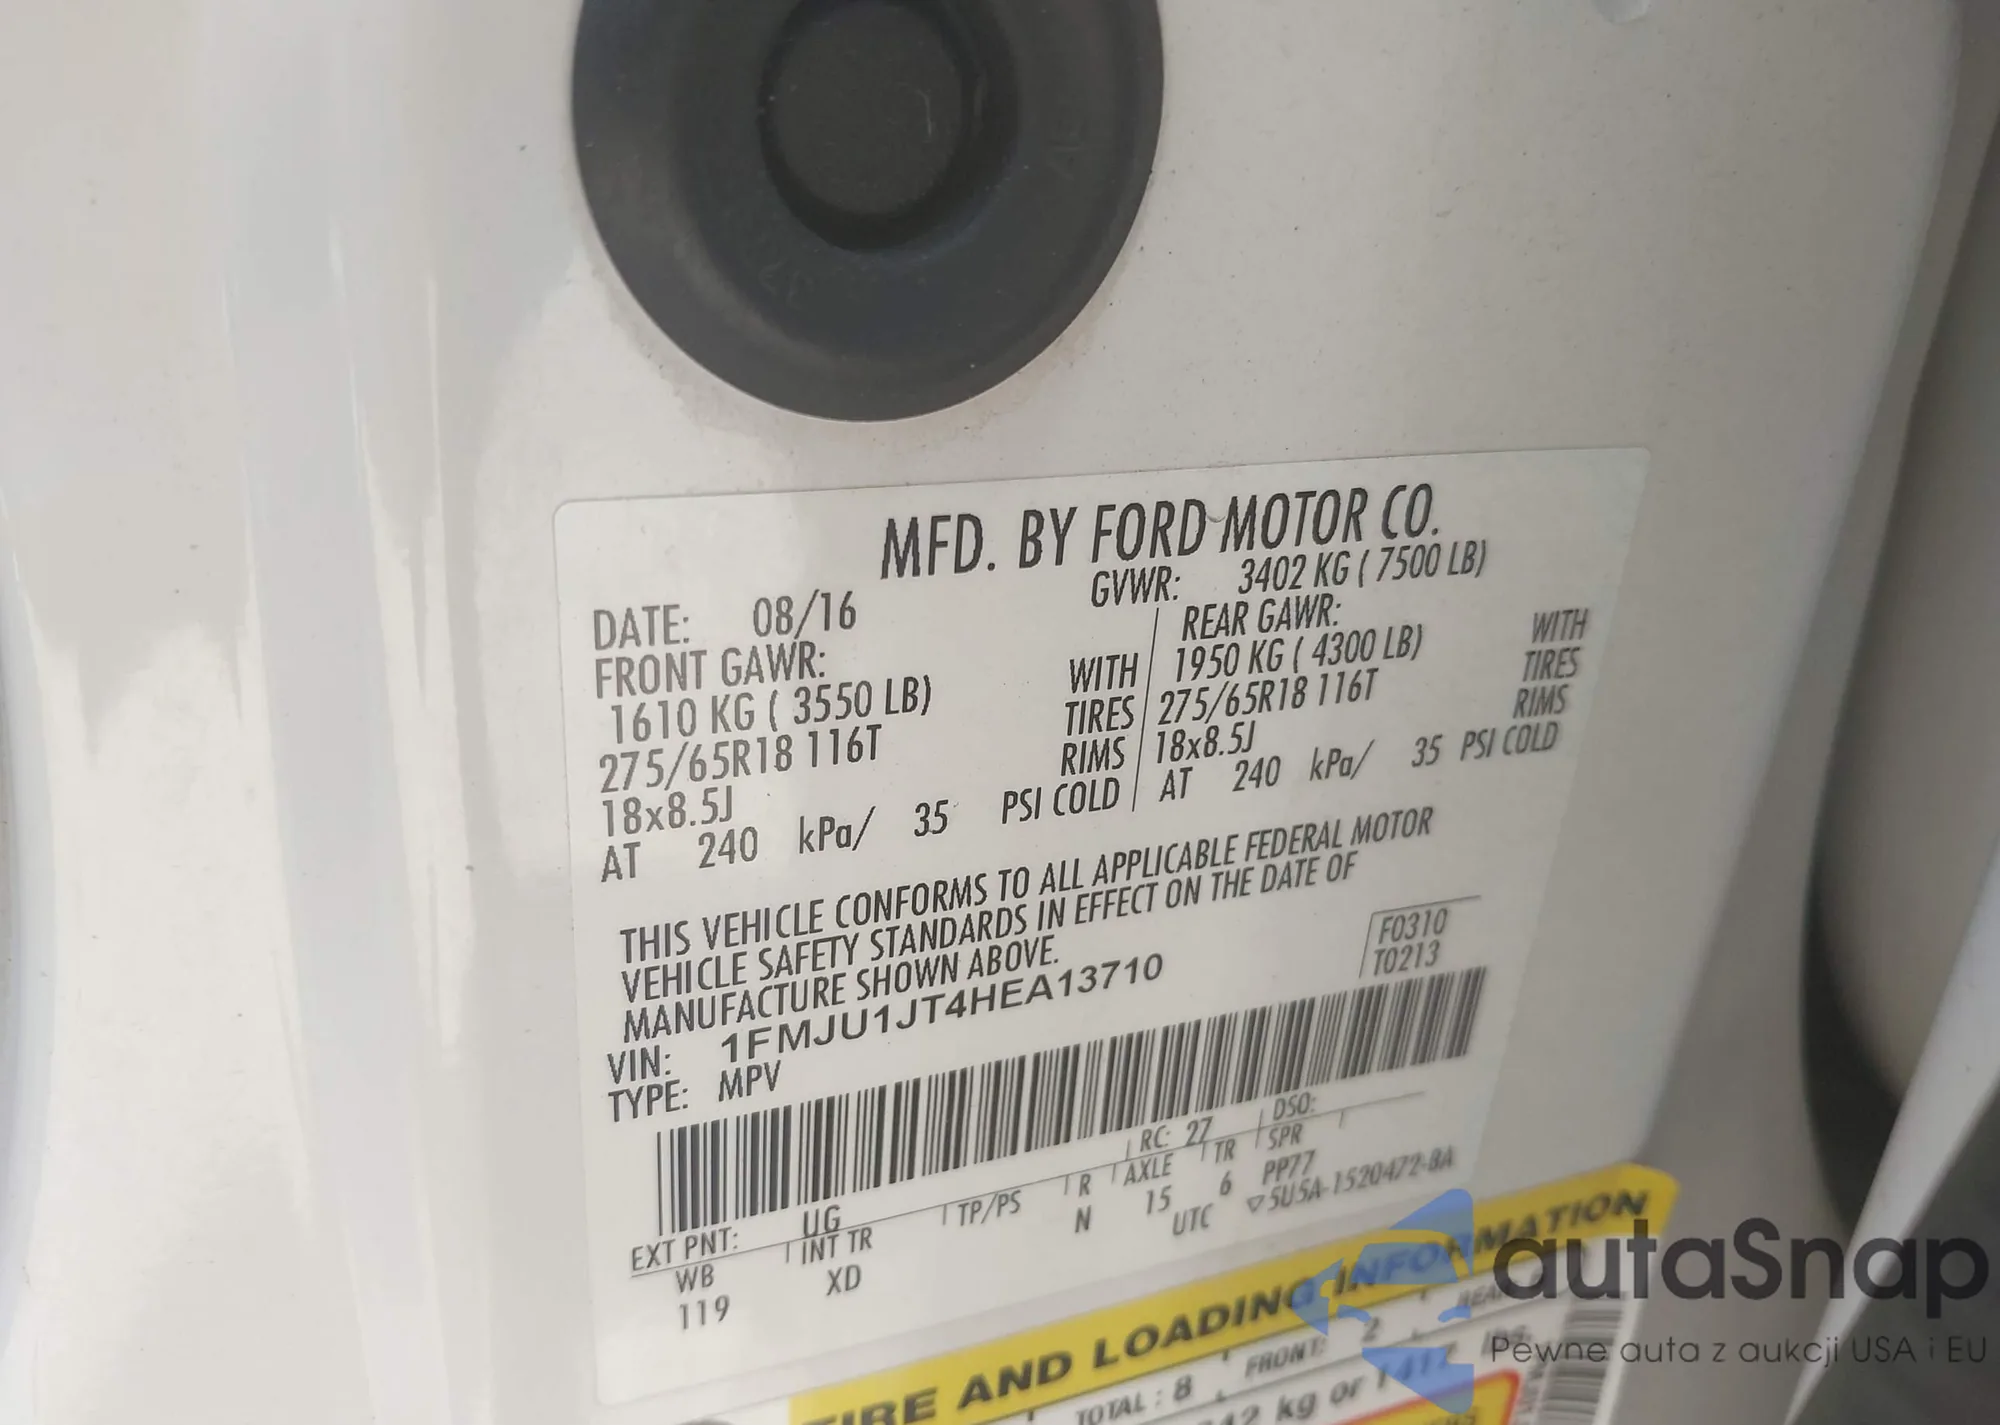 MFD. BY FORD MOTOR CO.
DATE: 08/16 GVWR: 3402 KG ( 7500 LB)
FRONT GAWR: REAR GAWR:
1610 KG ( 3550 LB) WITH 1950 KG ( 4300 LB) WITH
275/65R18 116T TIRES 275/65R18 116T TIRES
18x8.5J RIMS 18x8.5J RIMS
AT 240 kPa/ 35 PSI COLD AT 240 kPa/ 35 PSI COLD
THIS VEHICLE CONFORMS TO ALL APPLICABLE FEDERAL MOTOR
VEHICLE SAFETY STANDARDS IN EFFECT ON THE DATE OF
MANUFACTURE SHOWN ABOVE.
F0310
T0213
VIN: 1FMJU1JT4HEA13710
TYPE: MPV
EXT PNT: UG RC: 27 DSO:
WB INT TR TP/PS R AXLE TR SPR
119 XD N 15 6 PP77
UTC ▽5U5A-1520472-BA
TIRE AND LOADING INFORMATION
TOTAL : 8 FRONT: 2
kg or 1417 lbs.
autaSnap
Pewne auta z aukcji USA i EU